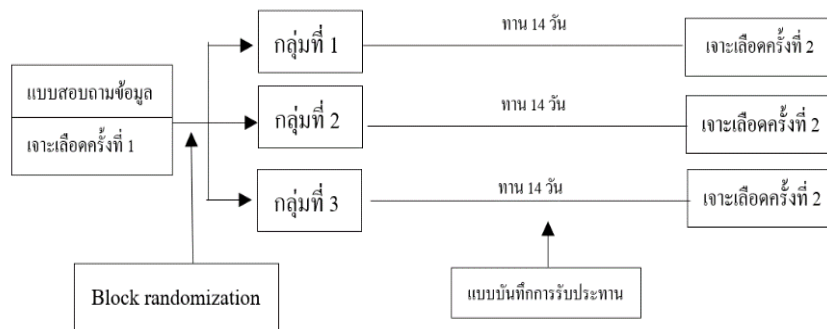 กลุ่มที่ 1
ทาน 14 วัน
เจาะเลือดครั้งที่ 2
แบบสอบถามข้อมูล
เจาะเลือดครั้งที่ 1
กลุ่มที่ 2
ทาน 14 วัน
เจาะเลือดครั้งที่ 2
กลุ่มที่ 3
ทาน 14 วัน
เจาะเลือดครั้งที่ 2
Block randomization
แบบบันทึกการรับประทาน